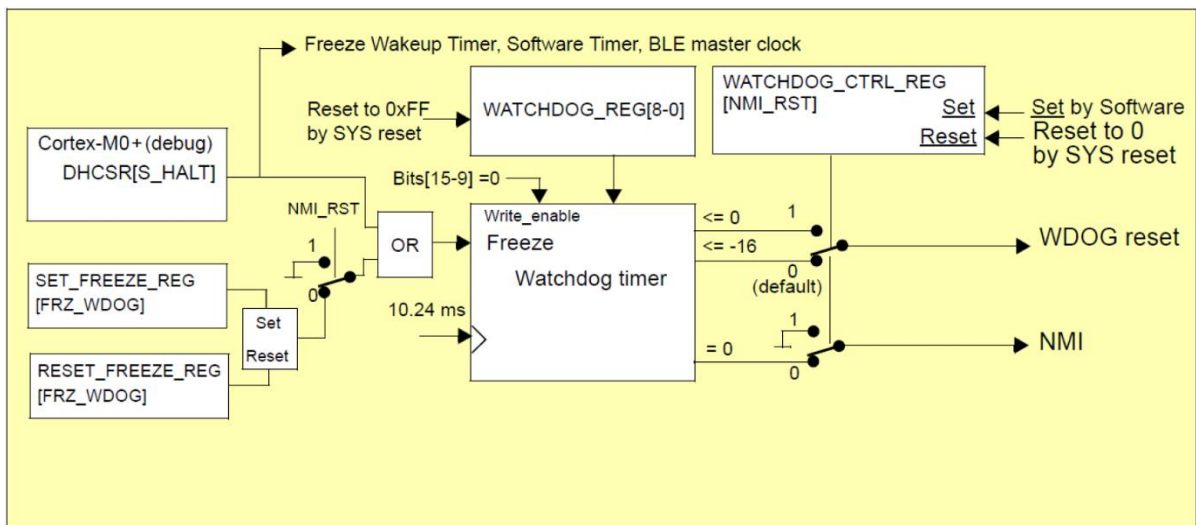 Freeze Wakeup Timer, Software Timer, BLE master clock
Reset to 0xFF
by SYS reset
WATCHDOG_REG[8-0]
WATCHDOG_CTRL_REG
[NMI_RST]
Set
Reset
Set by Software
Reset to 0
by SYS reset
Cortex-M0+(debug)
DHCSR[S_HALT]
Bits[15-9] =0
NMI_RST
1
0
OR
Write_enable
Freeze
Watchdog timer
10.24 ms
<= 0
<= -16
= 0
1
0
(default)
WDOG reset
1
0
NMI
SET_FREEZE_REG
[FRZ_WDOG]
Set
Reset
RESET_FREEZE_REG
[FRZ_WDOG]